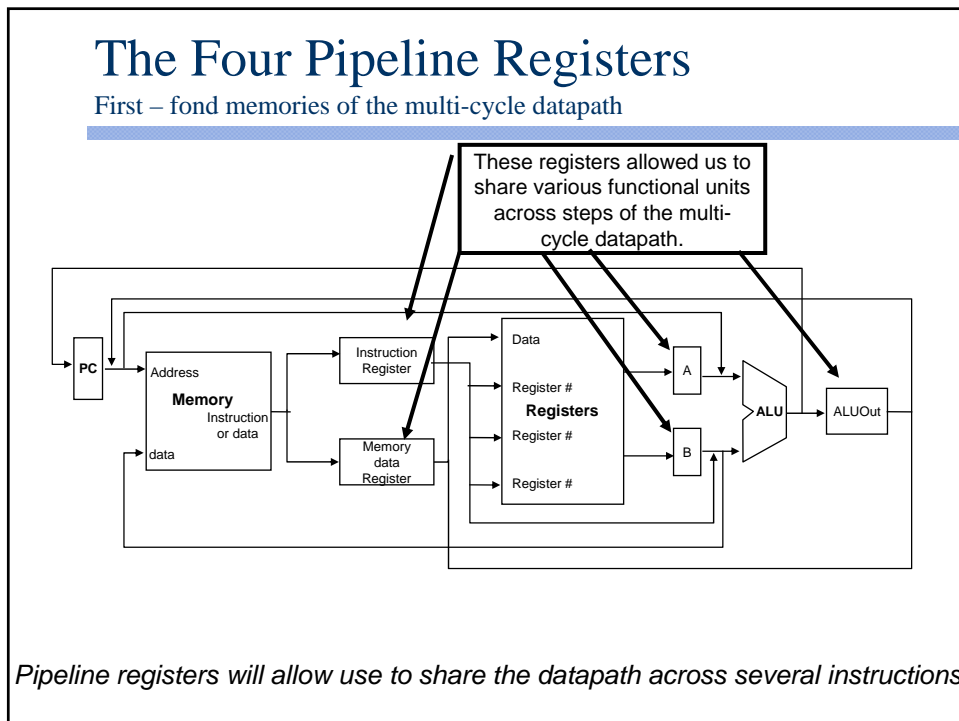 The Four Pipeline Registers
First – fond memories of the multi-cycle datapath
These registers allowed us to
share various functional units
across steps of the multi-
cycle datapath.
PC
Address
Memory
Instruction
or data
data
Instruction
Register
Memory
data
Register
Data
Register #
Registers
Register #
Register #
A
B
ALU
ALUOut
Pipeline registers will allow use to share the datapath across several instructions